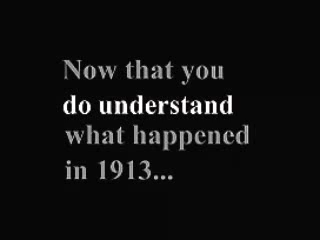 Now that you
do understand
what happened
in 1913...